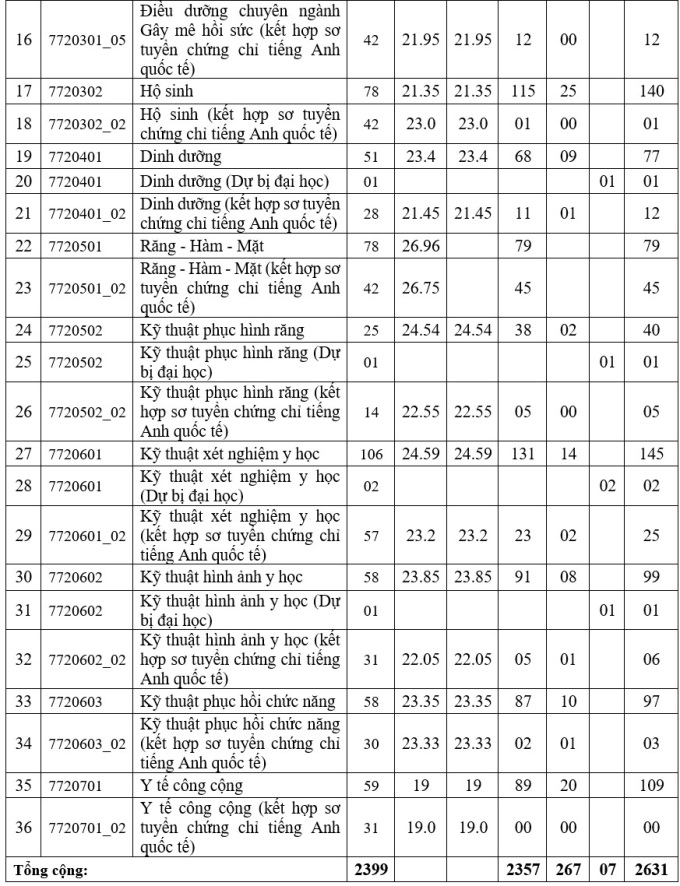 16 7720301_05 Điều dưỡng chuyên ngành Gây mê hồi sức (kết hợp sơ tuyển chứng chỉ tiếng Anh quốc tế) 42 21.95 21.95 12 00 12
17 7720302 Hộ sinh 78 21.35 21.35 115 25 140
18 7720302_02 Hộ sinh (kết hợp sơ tuyển chứng chỉ tiếng Anh quốc tế) 42 23.0 23.0 01 00 01
19 7720401 Dinh dưỡng 51 23.4 23.4 68 09 77
20 7720401 Dinh dưỡng (Dự bị đại học) 01 01 01
21 7720401_02 Dinh dưỡng (kết hợp sơ tuyển chứng chỉ tiếng Anh quốc tế) 28 21.45 21.45 11 01 12
22 7720501 Răng - Hàm - Mặt 78 26.96 79 79
23 7720501_02 Răng - Hàm - Mặt (kết hợp sơ tuyển chứng chỉ tiếng Anh quốc tế) 42 26.75 45 45
24 7720502 Kỹ thuật phục hình răng 25 24.54 24.54 38 02 40
25 7720502 Kỹ thuật phục hình răng (Dự bị đại học) 01 01 01
26 7720502_02 Kỹ thuật phục hình răng (kết hợp sơ tuyển chứng chỉ tiếng Anh quốc tế) 14 22.55 22.55 05 00 05
27 7720601 Kỹ thuật xét nghiệm y học 106 24.59 24.59 131 14 145
28 7720601 Kỹ thuật xét nghiệm y học (Dự bị đại học) 02 02 02
29 7720601_02 Kỹ thuật xét nghiệm y học (kết hợp sơ tuyển chứng chỉ tiếng Anh quốc tế) 57 23.2 23.2 23 02 25
30 7720602 Kỹ thuật hình ảnh y học 58 23.85 23.85 91 08 99
31 7720602 Kỹ thuật hình ảnh y học (Dự bị đại học) 01 01 01
32 7720602_02 Kỹ thuật hình ảnh y học (kết hợp sơ tuyển chứng chỉ tiếng Anh quốc tế) 31 22.05 22.05 05 01 06
33 7720603 Kỹ thuật phục hồi chức năng 58 23.35 23.35 87 10 97
34 7720603_02 Kỹ thuật phục hồi chức năng (kết hợp sơ tuyển chứng chỉ tiếng Anh quốc tế) 30 23.33 23.33 02 01 03
35 7720701 Y tế công cộng 59 19 19 89 20 109
36 7720701_02 Y tế công cộng (kết hợp sơ tuyển chứng chỉ tiếng Anh quốc tế) 31 19.0 19.0 00 00 00
Tổng cộng: 2399 2357 267 07 2631